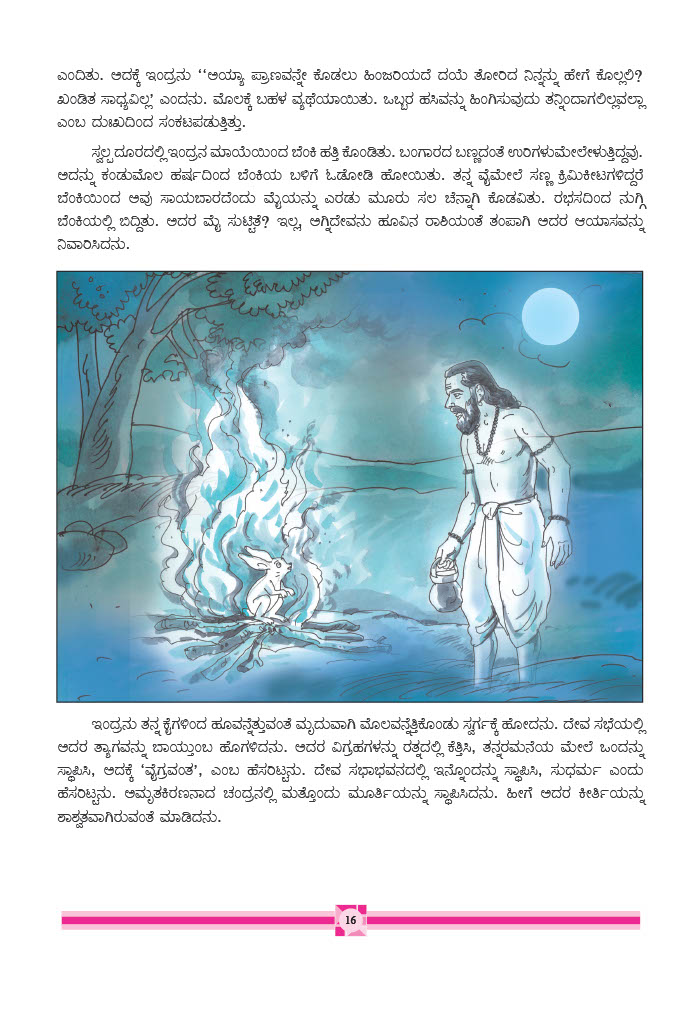 ಎಂದಿತು. ಅದಕ್ಕೆ ಇಂದ್ರನು ‘‘ಅಯ್ಯಾ ಪ್ರಾಣವನ್ನೇ ಕೊಡಲು ಹಿಂಜರಿಯದೆ ದಯೆ ತೋರಿದ ನಿನ್ನನ್ನು ಹೇಗೆ ಕೊಲ್ಲಲಿ?
ಖಂಡಿತ ಸಾಧ್ಯವಿಲ್ಲ’ ಎಂದನು. ಮೊಲಕ್ಕೆ ಬಹಳ ವ್ಯಥೆಯಾಯಿತು. ಒಬ್ಬರ ಹಸಿವನ್ನು ಹಿಂಗಿಸುವುದು ತನ್ನಿಂದಾಗಲಿಲ್ಲವಲ್ಲಾ
ಎಂಬ ದುಃಖದಿಂದ ಸಂಕಟಪಡುತ್ತಿತ್ತು.
ಸ್ವಲ್ಪ ದೂರದಲ್ಲಿ ಇಂದ್ರನ ಮಾಯೆಯಿಂದ ಬೆಂಕಿ ಹತ್ತಿ ಕೊಂಡಿತು. ಬಂಗಾರದ ಬಣ್ಣದಂತೆ ಉರಿಗಳುಮೇಲೇಳುತ್ತಿದ್ದವು.
ಅದನ್ನು ಕಂಡುಮೊಲ ಹರ್ಷದಿಂದ ಬೆಂಕಿಯ ಬಳಿಗೆ ಓಡೋಡಿ ಹೋಯಿತು. ತನ್ನ ವೈಮೇಲೆ ಸಣ್ಣ ಕ್ರಿಮಿಕೀಟಗಳಿದ್ದರೆ
ಬೆಂಕಿಯಿಂದ ಅವು ಸಾಯಬಾರದೆಂದು ಮೈಯನ್ನು ಎರಡು ಮೂರು ಸಲ ಚೆನ್ನಾಗಿ ಕೊಡವಿತು. ರಭಸದಿಂದ ನುಗ್ಗಿ
ಬೆಂಕಿಯಲ್ಲಿ ಬಿದ್ದಿತು. ಅದರ ಮೈ ಸುಟ್ಟಿತೆ? ಇಲ್ಲ, ಅಗ್ನಿದೇವನು ಹೂವಿನ ರಾಶಿಯಂತೆ ತಂಪಾಗಿ ಅದರ ಆಯಾಸವನ್ನು
ನಿವಾರಿಸಿದನು.
ಇಂದ್ರನು ತನ್ನ ಕೈಗಳಿಂದ ಹೂವನ್ನೆತ್ತುವಂತೆ ಮೃದುವಾಗಿ ಮೊಲವನ್ನೆತ್ತಿಕೊಂಡು ಸ್ವರ್ಗಕ್ಕೆ ಹೋದನು. ದೇವ ಸಭೆಯಲ್ಲಿ
ಅದರ ತ್ಯಾಗವನ್ನು ಬಾಯ್ತುಂಬ ಹೊಗಳಿದನು. ಅದರ ವಿಗ್ರಹಗಳನ್ನು ರತ್ನದಲ್ಲಿ ಕೆತ್ತಿಸಿ, ತನ್ನರಮನೆಯ ಮೇಲೆ ಒಂದನ್ನು
ಸ್ಥಾಪಿಸಿ, ಅದಕ್ಕೆ ‘ವೈಗ್ರವಂತ’, ಎಂಬ ಹೆಸರಿಟ್ಟನು. ದೇವ ಸಭಾಭವನದಲ್ಲಿ ಇನ್ನೊಂದನ್ನು ಸ್ಥಾಪಿಸಿ, ಸುಧರ್ಮ ಎಂದು
ಹೆಸರಿಟ್ಟನು. ಅಮೃತಕಿರಣನಾದ ಚಂದ್ರನಲ್ಲಿ ಮತ್ತೊಂದು ಮೂರ್ತಿಯನ್ನು ಸ್ಥಾಪಿಸಿದನು. ಹೀಗೆ ಅದರ ಕೀರ್ತಿಯನ್ನು
ಶಾಶ್ವತವಾಗಿರುವಂತೆ ಮಾಡಿದನು.
16